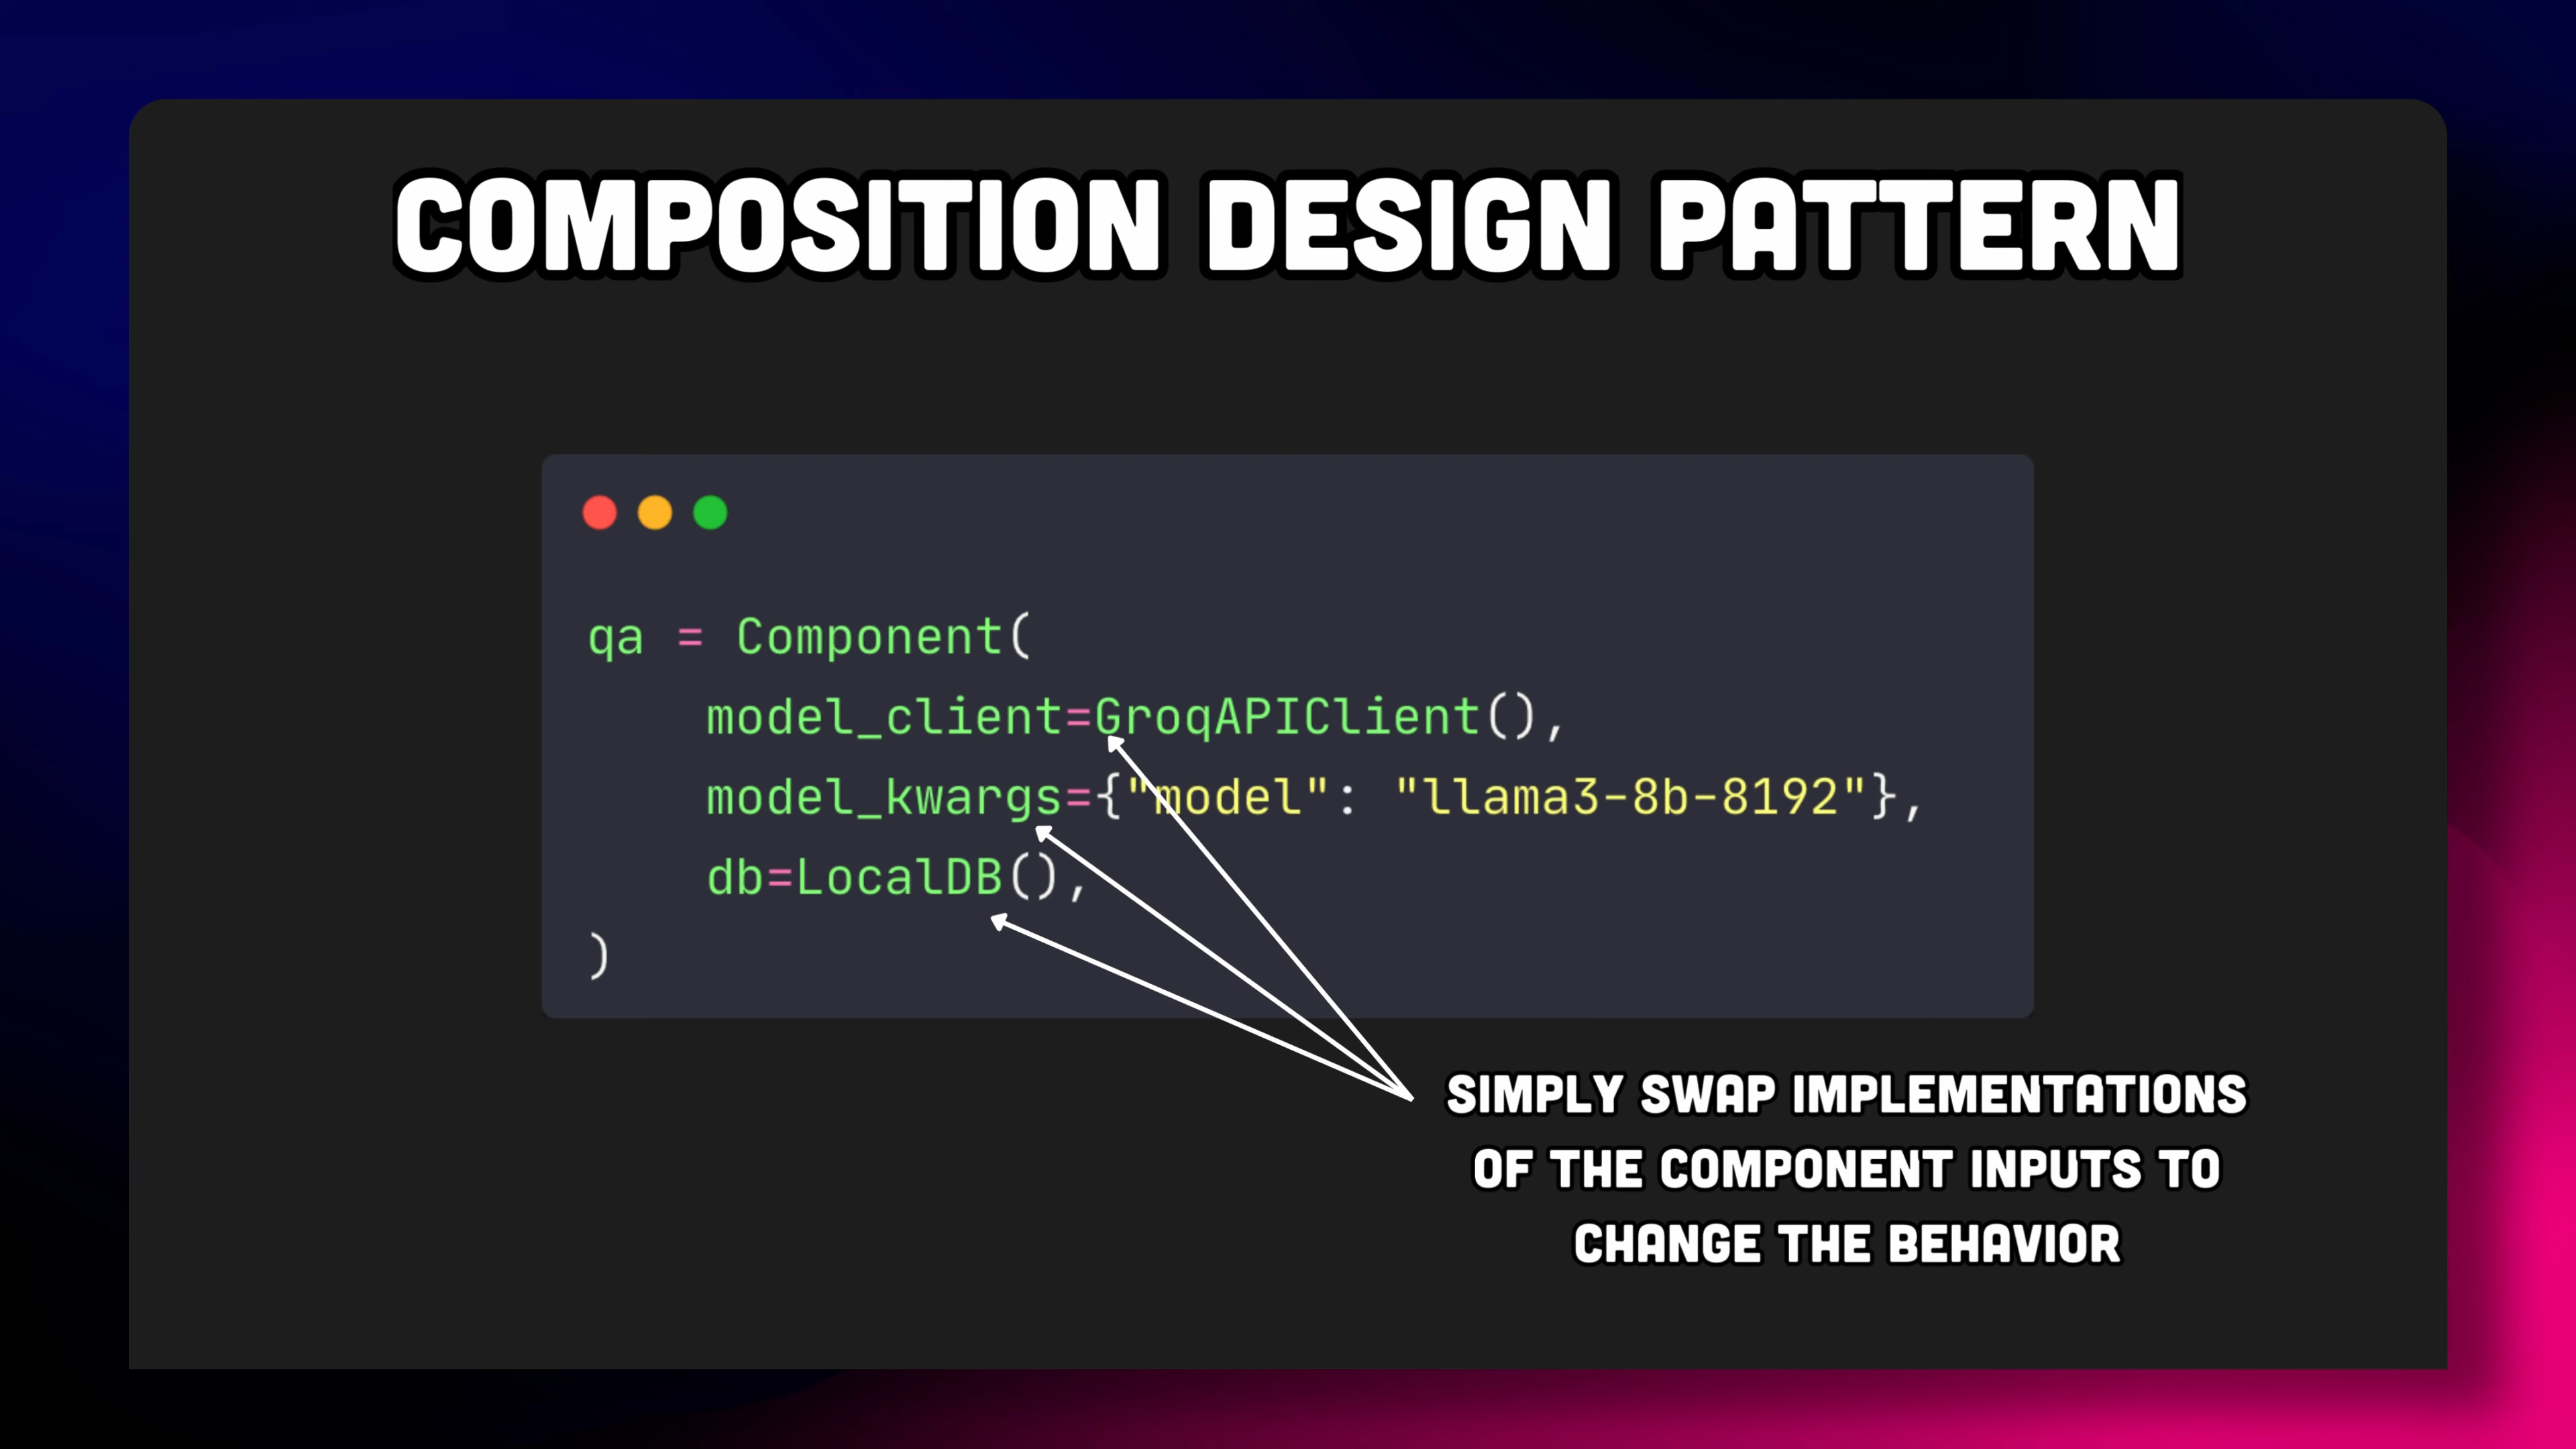 COMPOSITION DESIGN PATTERN
qa = Component(
    model_client=GroqAPIClient(),
    model_kwargs={"model": "llama3-8b-8192"},
    db=LocalDB(),
)
SIMPLY SWAP IMPLEMENTATIONS
OF THE COMPONENT INPUTS TO
CHANGE THE BEHAVIOR